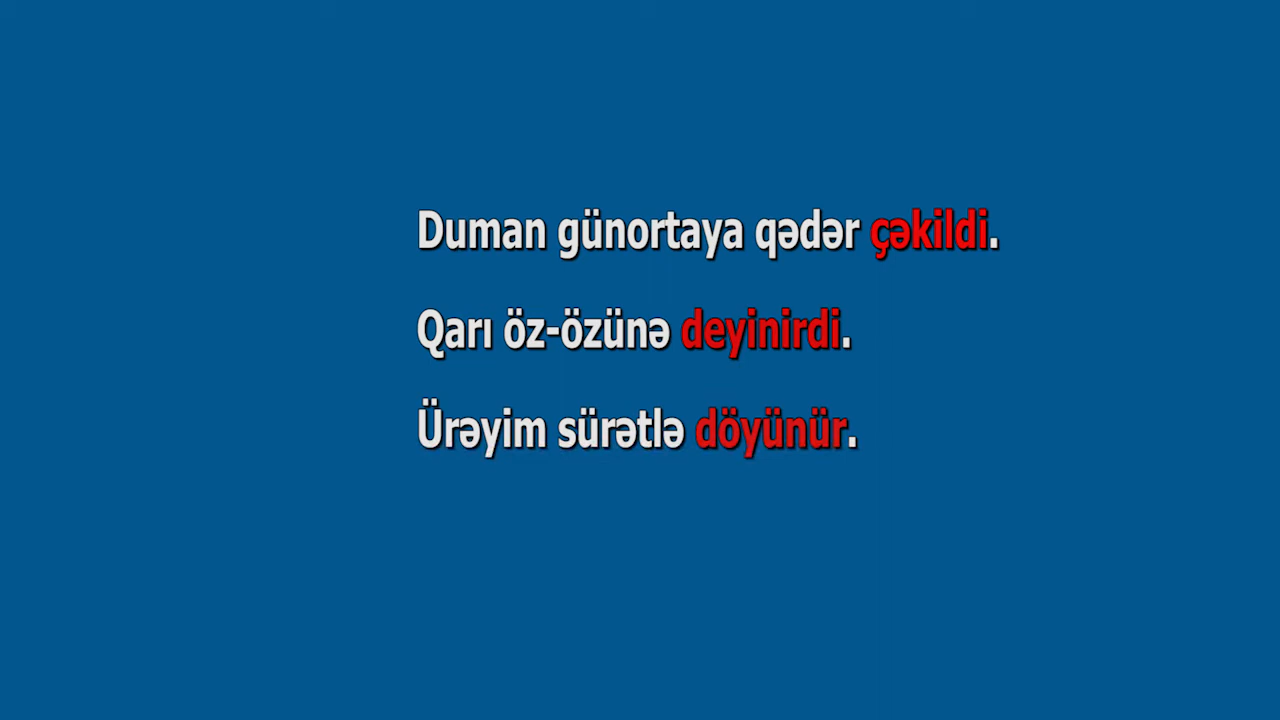 Duman günortaya qədər çəkildi.
Qarı öz-özünə deyinirdi.
Ürəyim sürətlə döyünür.